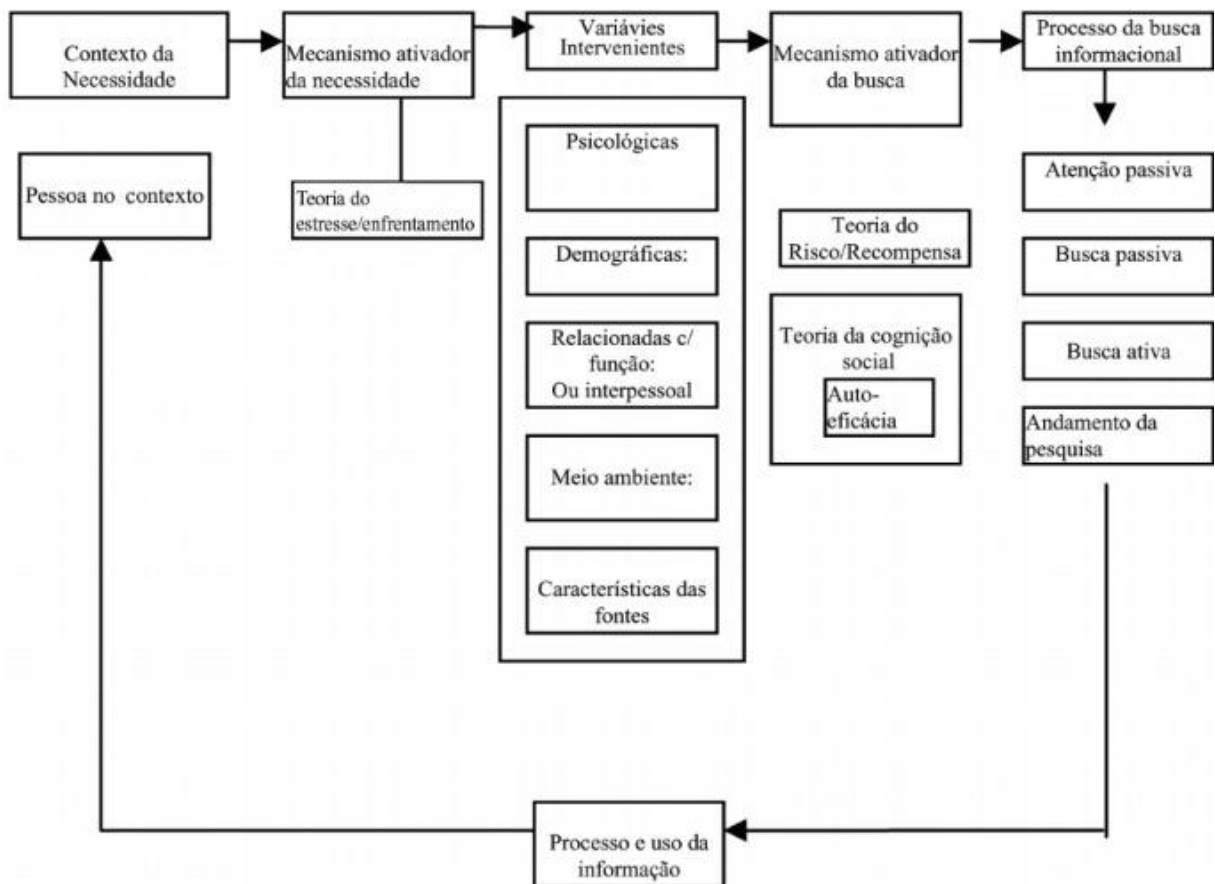 Contexto da
Necessidade
Mecanismo ativador
da necessidade
Variávies
Intervenientes
Mecanismo ativador
da busca
Processo da busca
informacional
Pessoa no contexto
Teoria do
estresse/enfrentamento
Psicológicas
Demográficas:
Relacionadas c/
função:
Ou interpessoal
Meio ambiente:
Características das
fontes
Teoria do
Risco/Recompensa
Teoria da cognição
social
Auto-
eficácia
Atenção passiva
Busca passiva
Busca ativa
Andamento da
pesquisa
Processo e uso da
informação